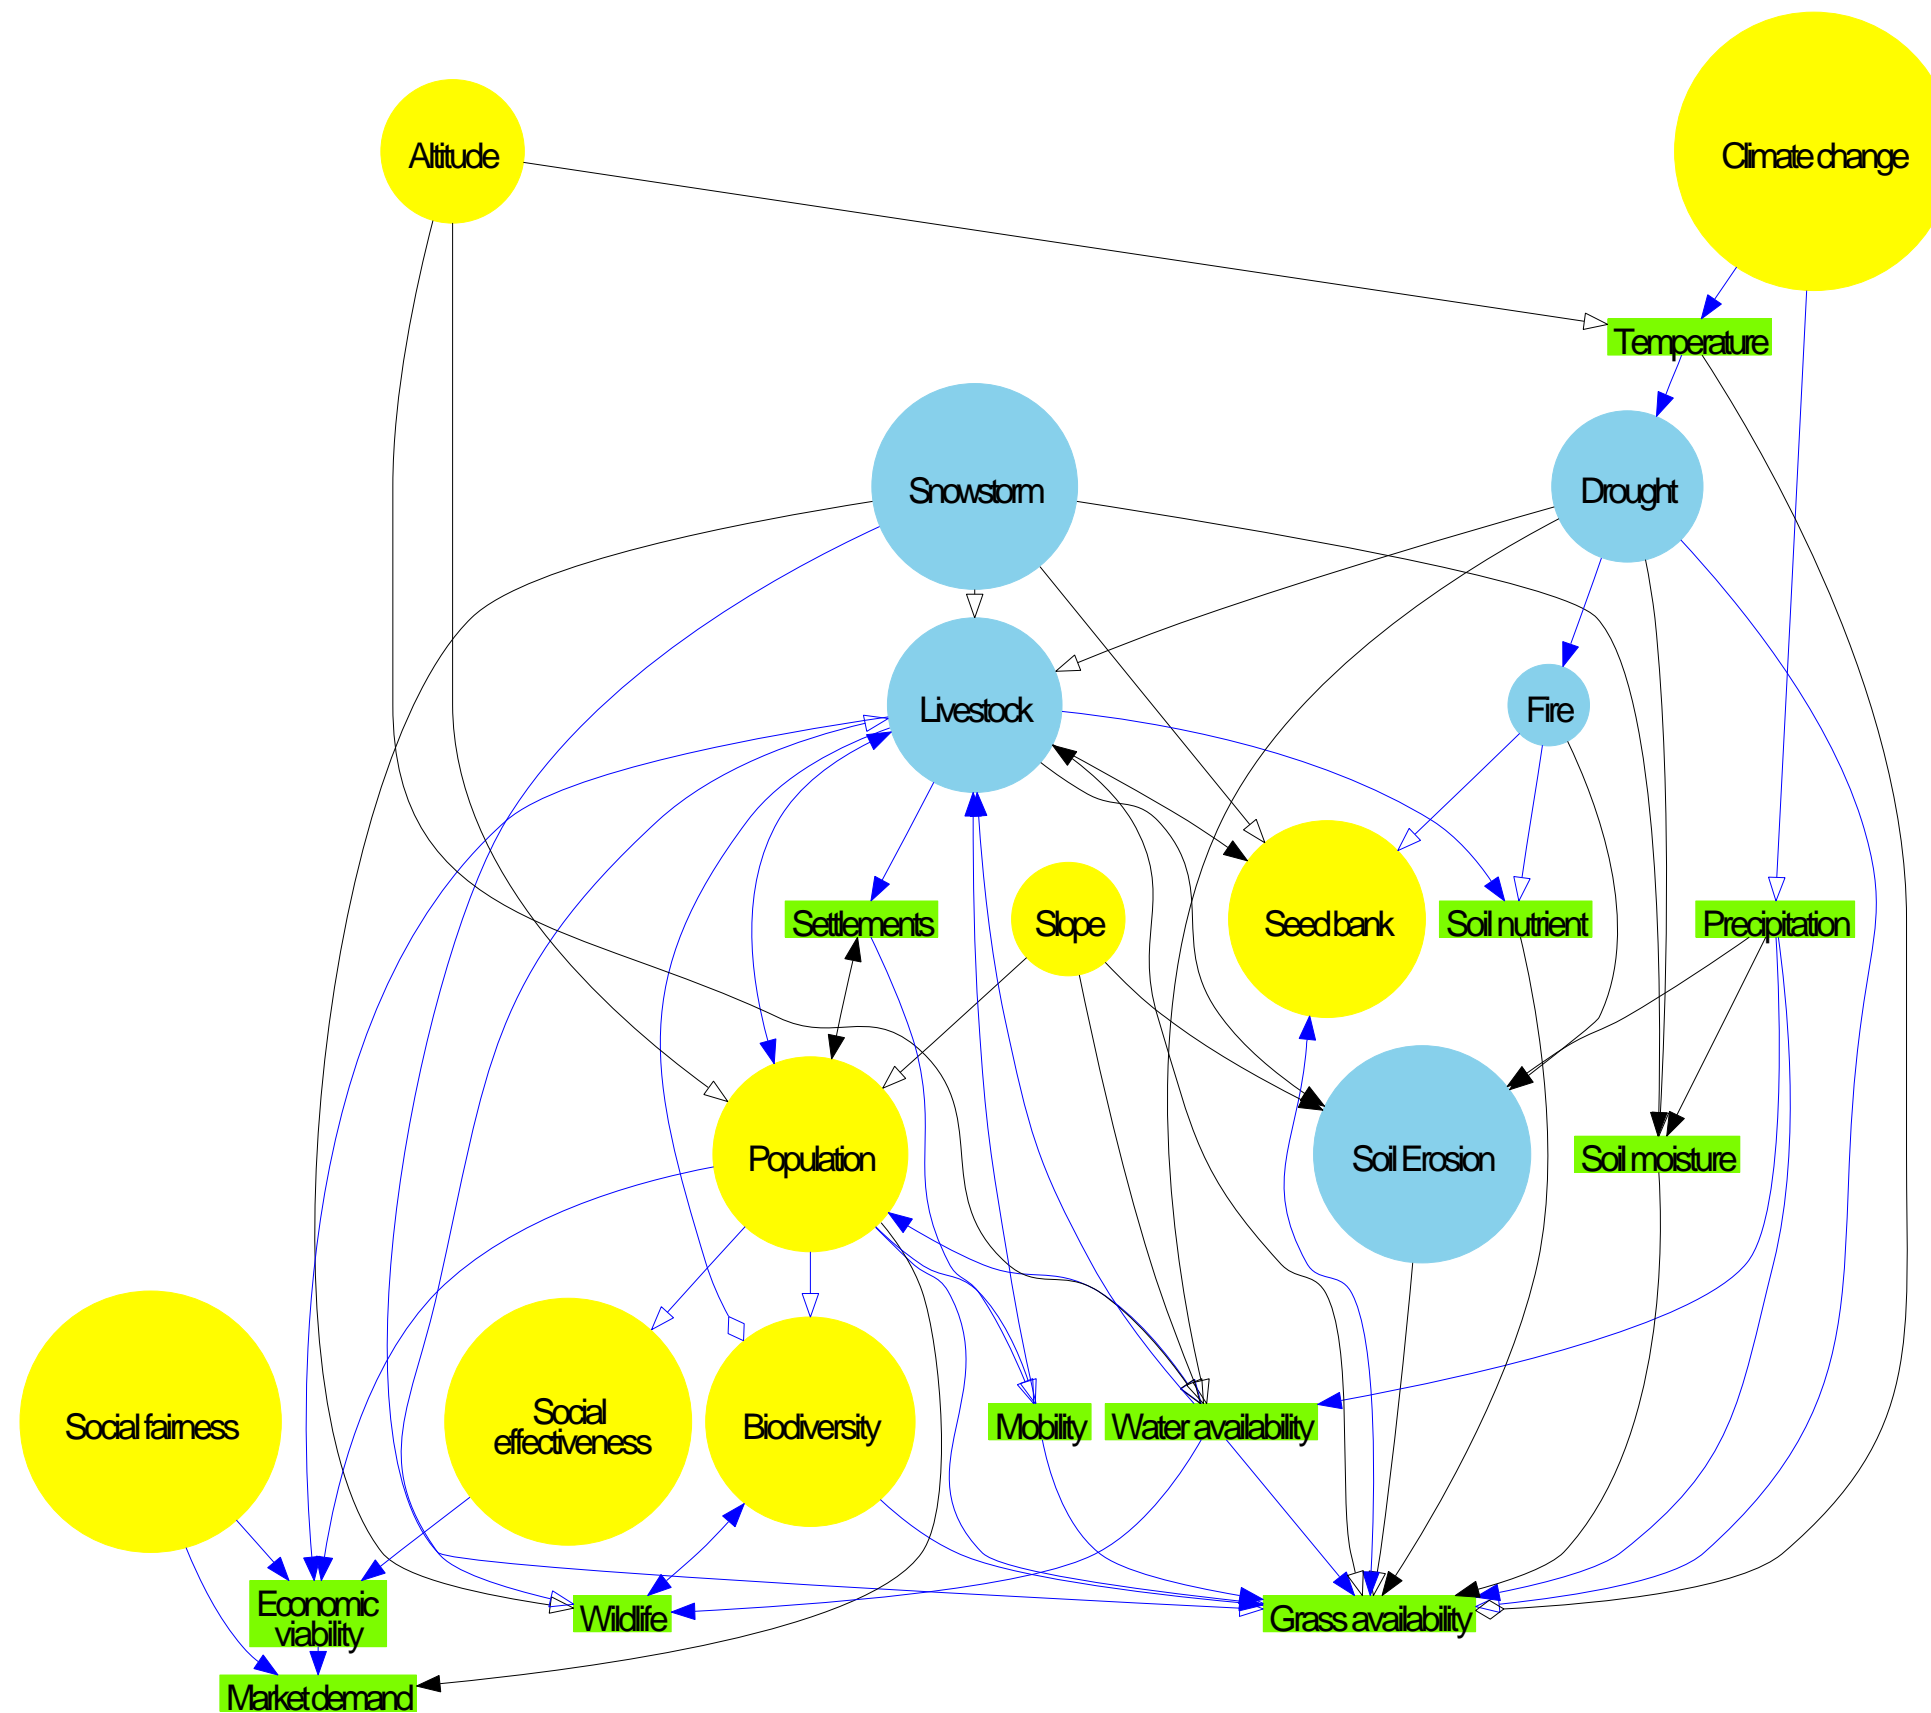 Altitude
Climate change
Temperature
Snowstorm
Drought
Livestock
Fire
Settlements
Slope
Seed bank
Soil nutrient
Precipitation
Population
Soil Erosion
Soil moisture
Social fairness
Social
effectiveness
Biodiversity
Mobility
Water availability
Economic
viability
Wildlife
Grass availability
Market demand